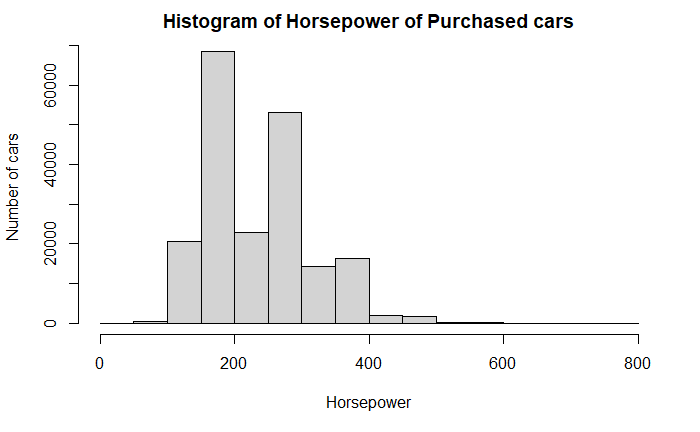 Histogram of Horsepower of Purchased cars
Number of cars
60000
40000
20000
0
0 200 400 600 800
Horsepower